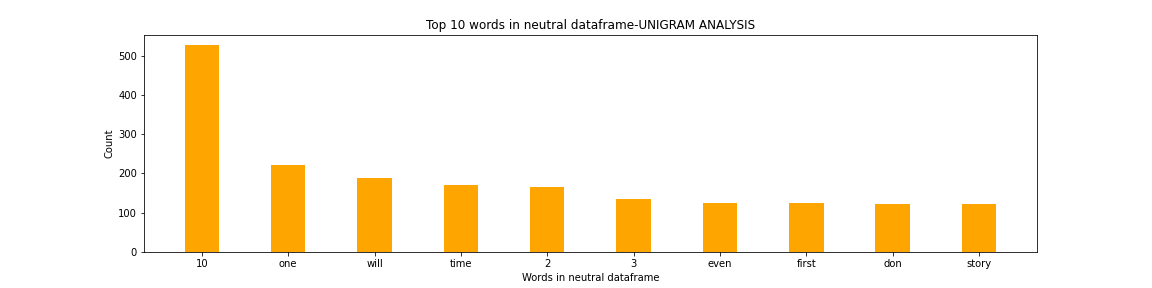 Top 10 words in neutral dataframe-UNIGRAM ANALYSIS
500
400
300
200
100
0
Count
10 one will time 2 3 even first don story
Words in neutral dataframe